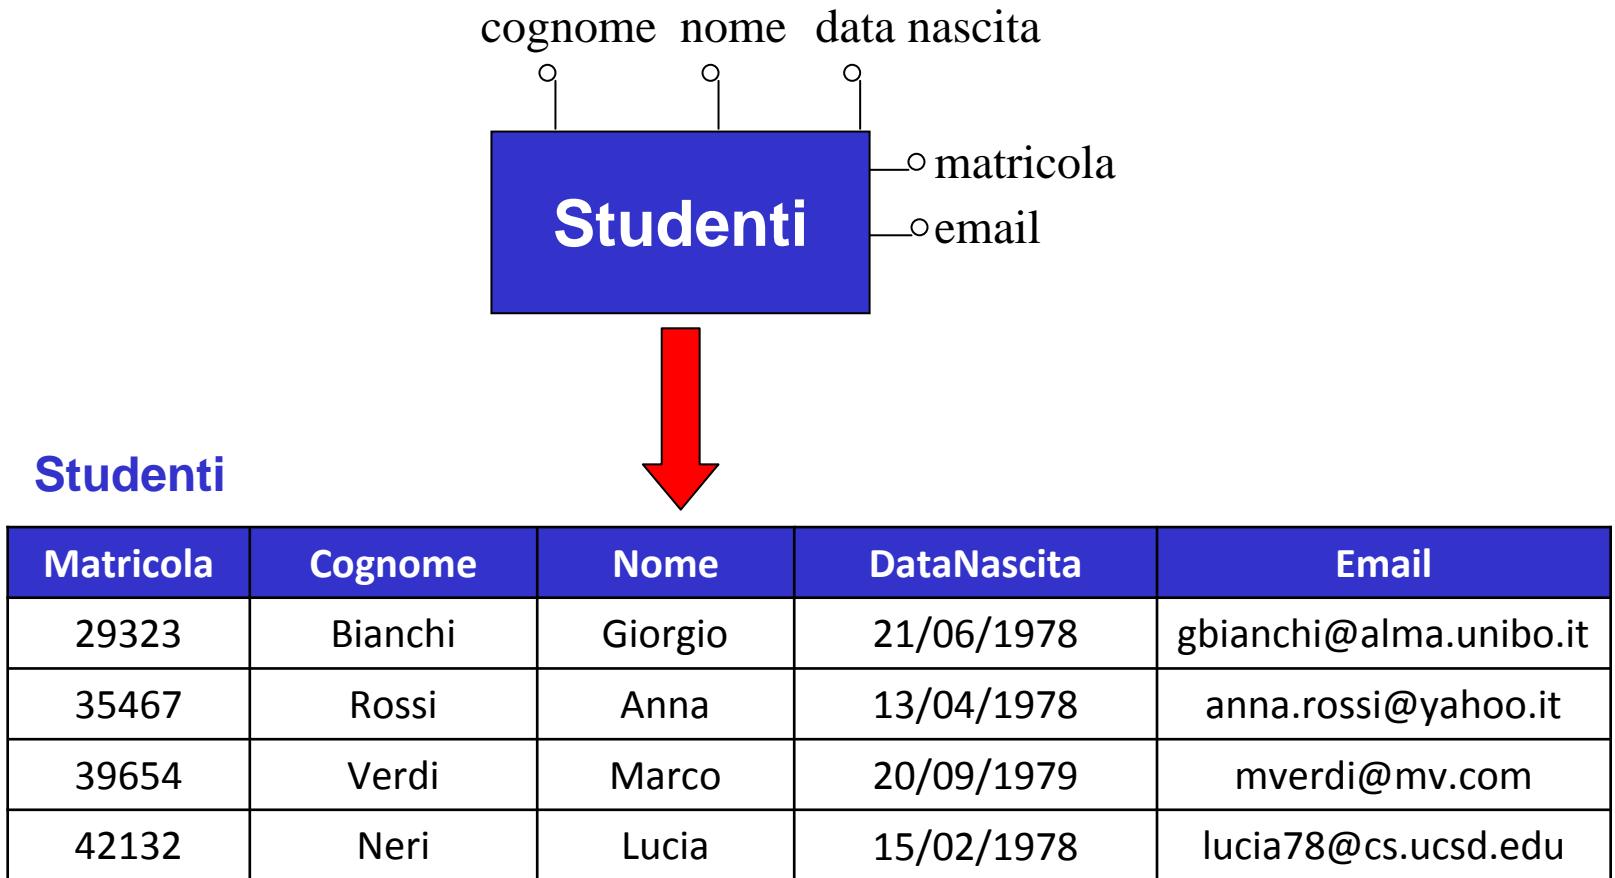 cognome nome data nascita
matricola
Studenti
email
Studenti
Matricola Cognome Nome DataNascita Email
29323 Bianchi Giorgio 21/06/1978 gbianchi@alma.unibo.it
35467 Rossi Anna 13/04/1978 anna.rossi@yahoo.it
39654 Verdi Marco 20/09/1979 mverdi@mv.com
42132 Neri Lucia 15/02/1978 lucia78@cs.ucsd.edu